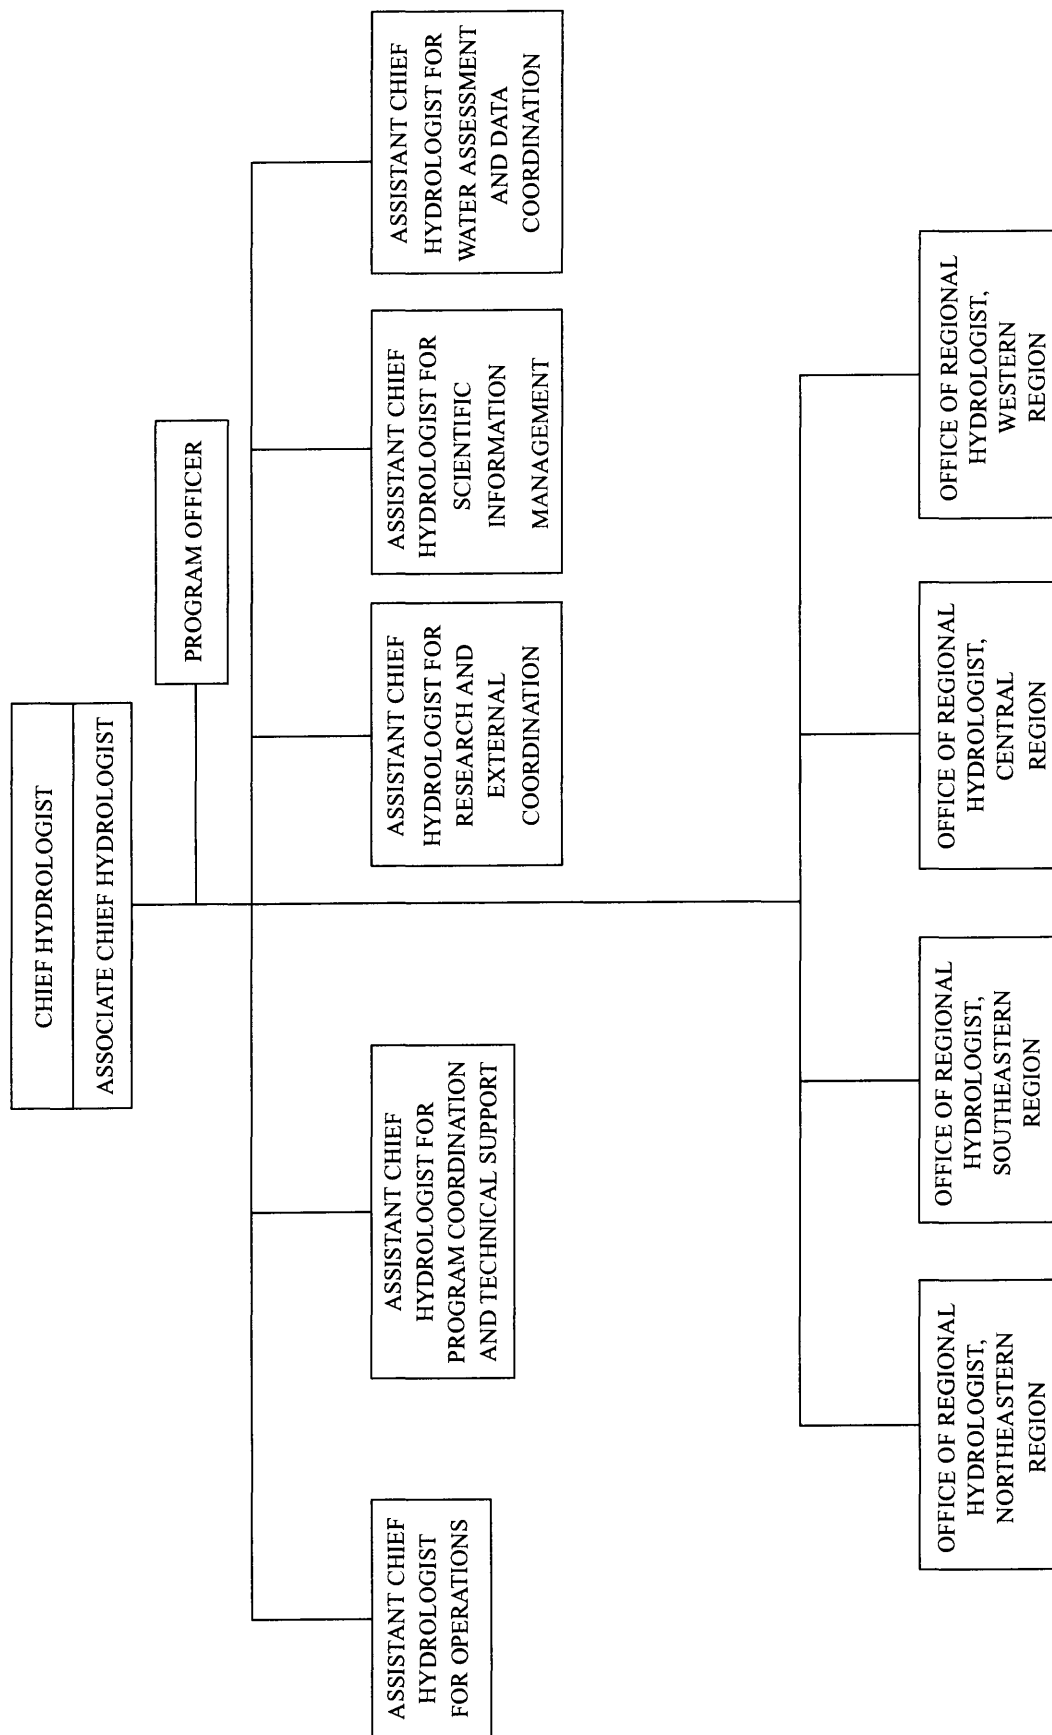 CHIEF HYDROLOGIST
ASSOCIATE CHIEF HYDROLOGIST
PROGRAM OFFICER
ASSISTANT CHIEF
HYDROLOGIST
FOR OPERATIONS
ASSISTANT CHIEF
HYDROLOGIST FOR
PROGRAM COORDINATION
AND TECHNICAL SUPPORT
ASSISTANT CHIEF
HYDROLOGIST FOR
RESEARCH AND
EXTERNAL
COORDINATION
ASSISTANT CHIEF
HYDROLOGIST FOR
SCIENTIFIC
INFORMATION
MANAGEMENT
ASSISTANT CHIEF
HYDROLOGIST FOR
WATER ASSESSMENT
AND DATA
COORDINATION
OFFICE OF REGIONAL
HYDROLOGIST,
NORTHEASTERN
REGION
OFFICE OF REGIONAL
HYDROLOGIST,
SOUTHEASTERN
REGION
OFFICE OF REGIONAL
HYDROLOGIST,
CENTRAL
REGION
OFFICE OF REGIONAL
HYDROLOGIST,
WESTERN
REGION